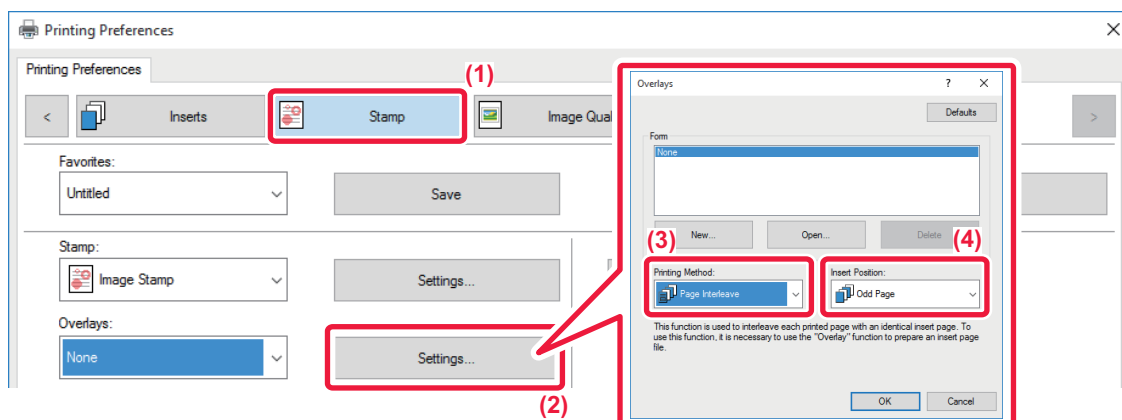 Printing Preferences
Printing Preferences
(1)
<
Inserts
Stamp
Image Qual
>
Favorites:
Untitled
Save
Stamp:
Image Stamp
Settings...
Overlays:
None
Settings...
(2)
Overlays
?
Defaults
Form
None
New...
Open...
Delete
(3)
(4)
Printing Method:
Insert Position:
Page Interleave
Odd Page
This function is used to interleave each printed page with an identical insert page. To
use this function, it is necessary to use the "Overlay" function to prepare an insert page
file.
OK
Cancel